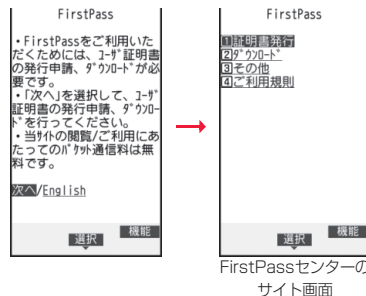 FirstPass
・FirstPassをご利用いた
だくためには、ﾕｰｻﾞ証明書
の発行申請、ﾀﾞｳﾝﾛｰﾄﾞが必
要です。
・「次へ」を選択して、ﾕｰｻﾞ
証明書の発行申請、ﾀﾞｳﾝﾛｰ
ﾄﾞを行ってください。
・当ｻｲﾄの閲覧/ご利用にあ
たってのﾊﾟｹｯﾄ通信料は無
料です。
次へ/English
選択
機能
FirstPass
1証明書発行
2ﾀﾞｳﾝﾛｰﾄﾞ
3その他
4ご利用規則
選択
機能
FirstPassセンターの
サイト画面